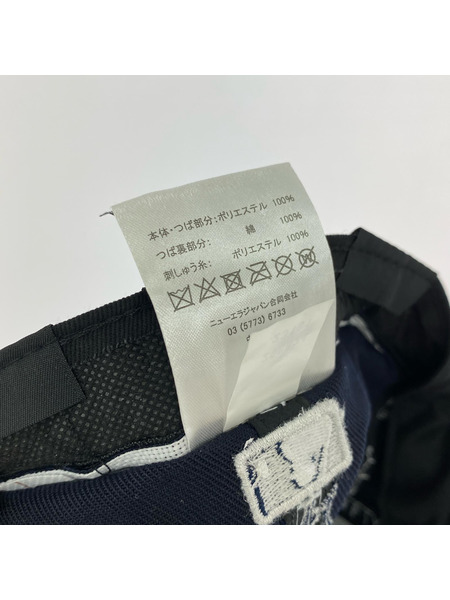 本体・つば部分：ポリエステル 100%
つば裏部分： 綿 100%
刺しゅう糸： ポリエステル 100%
ニューエラジャパン合同会社
03 (5773) 6733